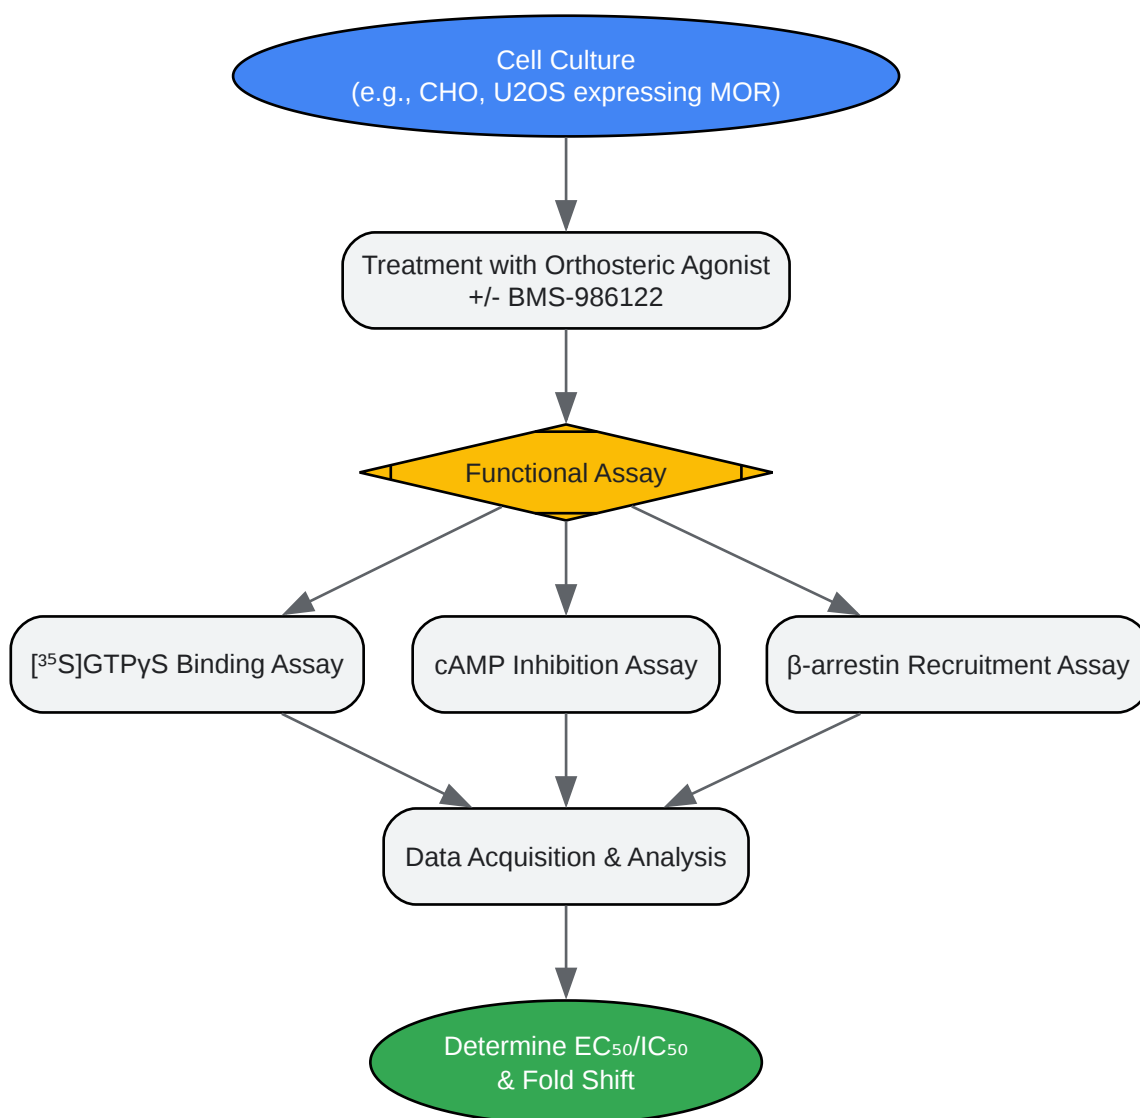 Cell Culture
(e.g., CHO, U2OS expressing MOR)
Treatment with Orthosteric Agonist
+/- BMS-986122
Functional Assay
[³⁵S]GTPγS Binding Assay
cAMP Inhibition Assay
β-arrestin Recruitment Assay
Data Acquisition & Analysis
Determine EC₅₀/IC₅₀
& Fold Shift